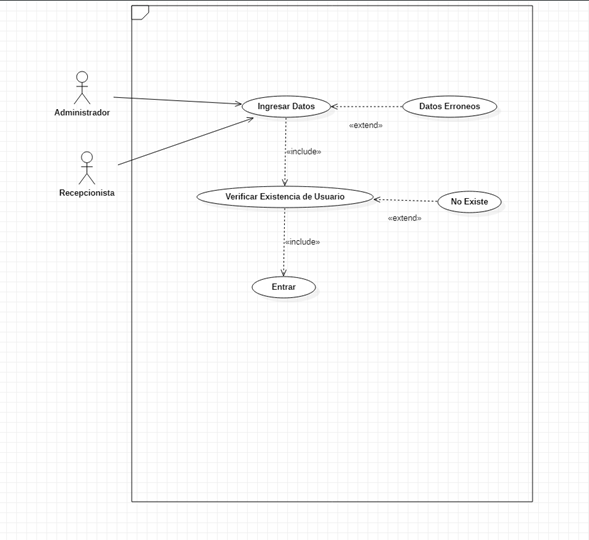 Administrador
Ingresar Datos
Datos Erroneos
«extend»
«include»
Recepcionista
Verificar Existencia de Usuario
No Existe
«extend»
«include»
Entrar